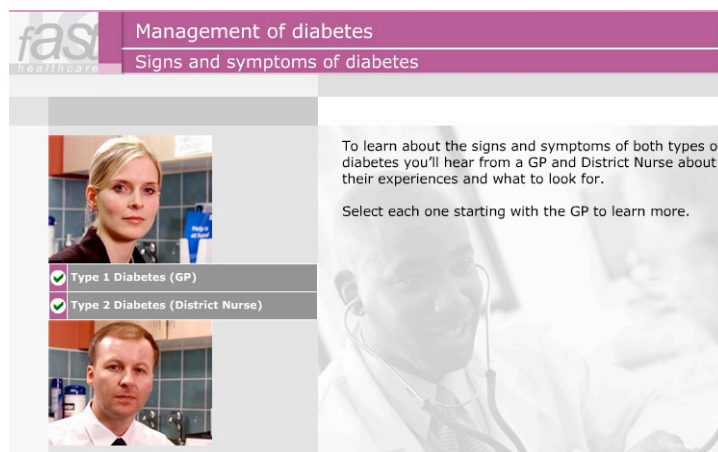 fast
healthcare
Management of diabetes
Signs and symptoms of diabetes
To learn about the signs and symptoms of both types o
diabetes you'll hear from a GP and District Nurse about
their experiences and what to look for.
Select each one starting with the GP to learn more.
Type 1 Diabetes (GP)
Type 2 Diabetes (District Nurse)